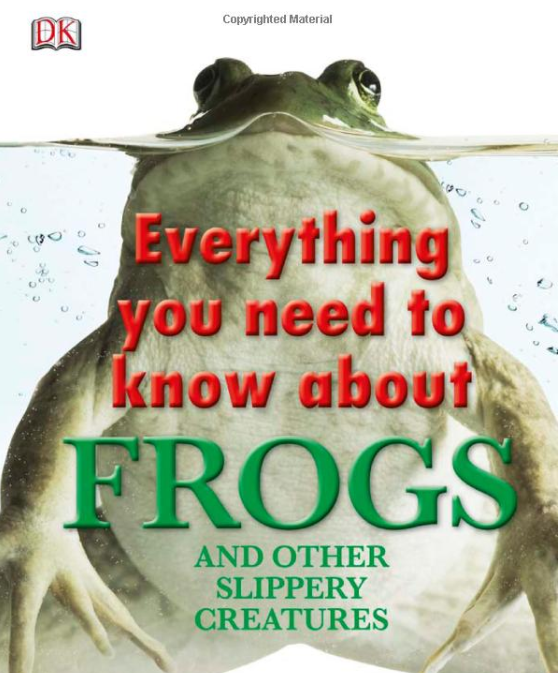 Copyrighted Material
DK
Everything
you need to
know about
FROGS
AND OTHER
SLIPPERY
CREATURES